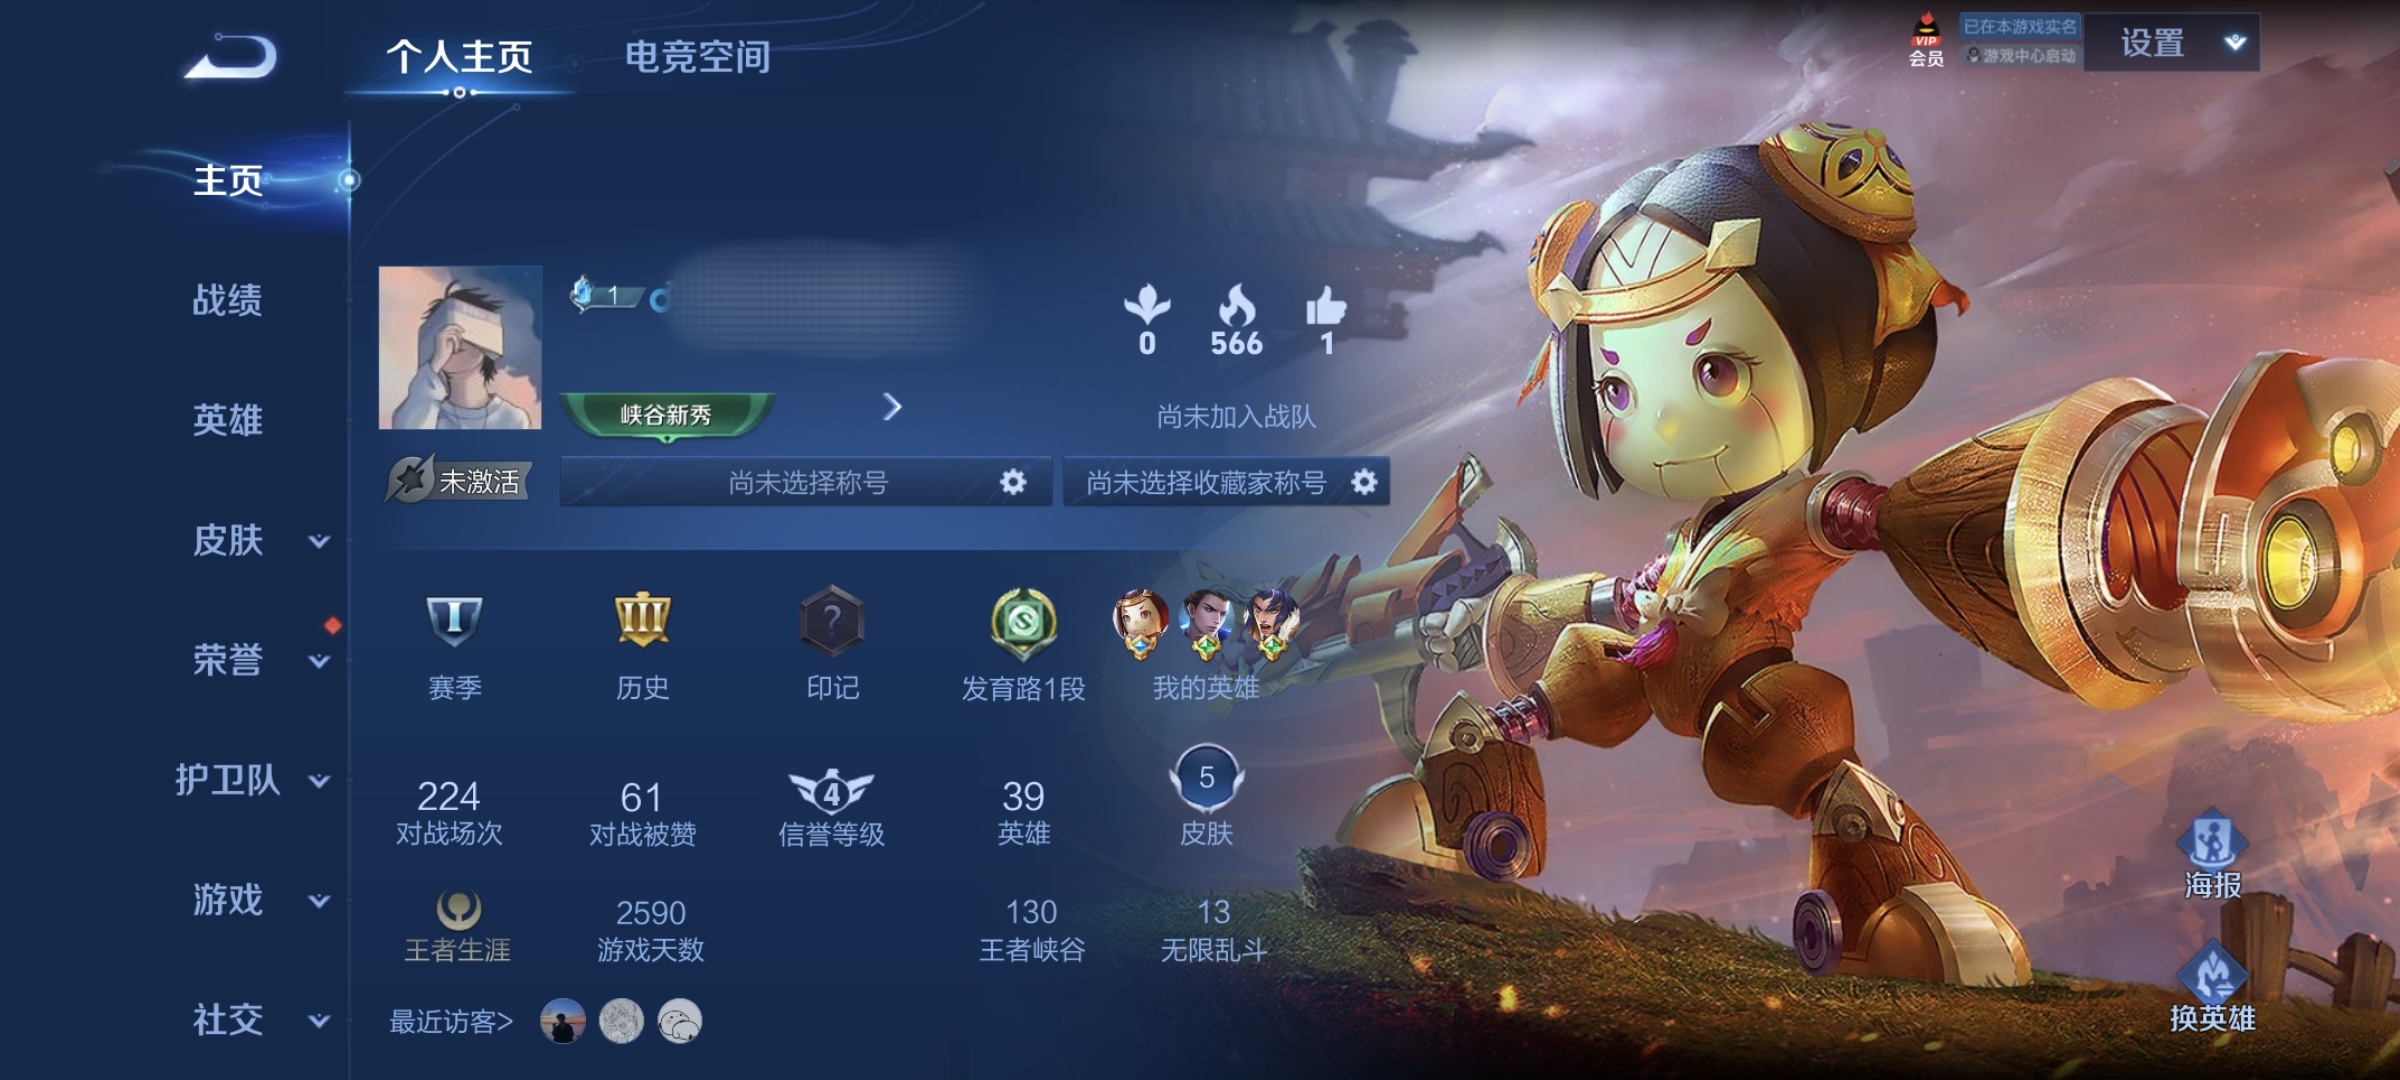 个人主页
电竞空间
VIP
会员
已在本游戏实名
游戏中心启动
设置
主页
战绩
英雄
皮肤
荣誉
护卫队
游戏
社交
1
0
566
1
峡谷新秀
尚未加入战队
未激活
尚未选择称号
尚未选择收藏家称号
I
III
?
赛季
历史
印记
发育路1段
我的英雄
224
61
4
39
5
对战场次
对战被赞
信誉等级
英雄
皮肤
2590
130
13
王者生涯
游戏天数
王者峡谷
无限乱斗
最近访客>
海报
换英雄